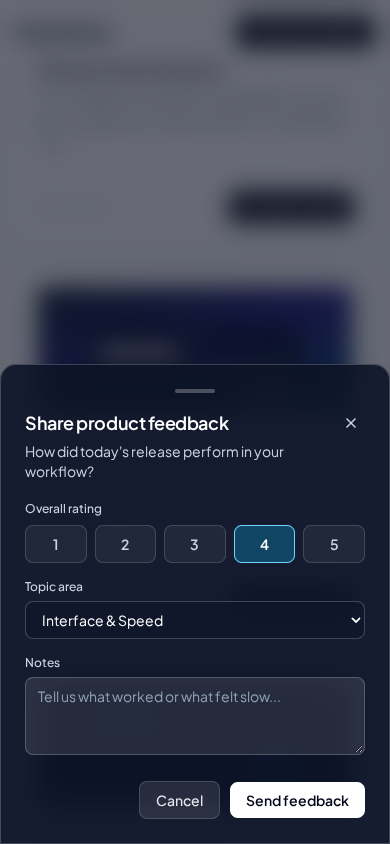 Share product feedback
How did today's release perform in your
workflow?
Overall rating
1 2 3 4 5
Topic area
Interface & Speed
Notes
Tell us what worked or what felt slow...
Cancel Send feedback